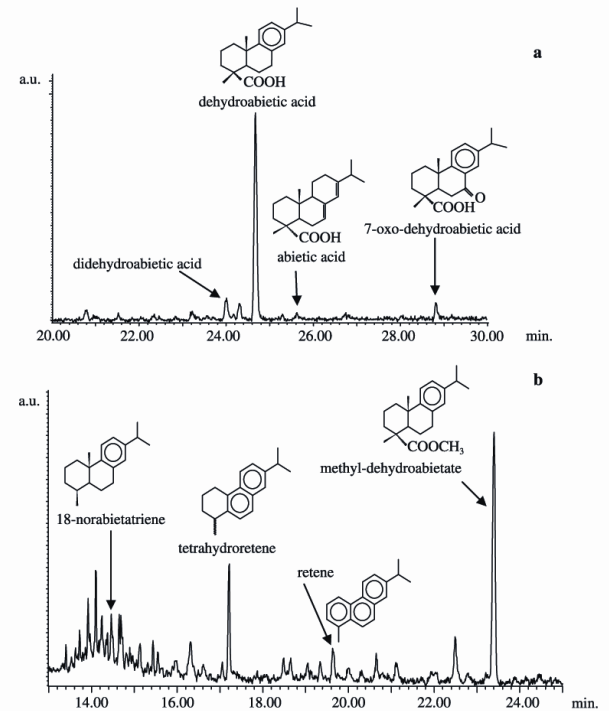 a
a.u.
COOH
dehydroabietic acid
COOH
abietic acid
O
COOH
7-oxo-dehydroabietic acid
didehydroabietic acid
20.00 22.00 24.00 26.00 28.00 30.00 min.
b
a.u.
COOCH3
methyl-dehydroabietate
18-norabietatriene
tetrahydroretene
retene
14.00 16.00 18.00 20.00 22.00 24.00 min.